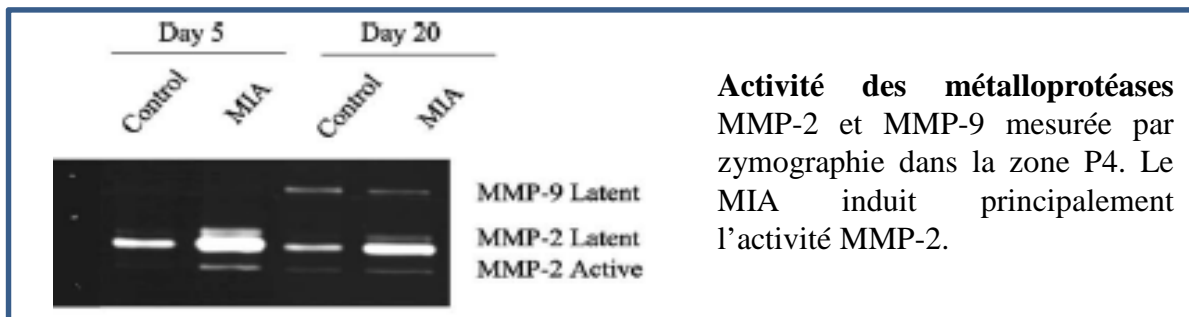 Day 5 Day 20
Control MIA Control MIA
MMP-9 Latent
MMP-2 Latent
MMP-2 Active
Activité des métalloprotéases
MMP-2 et MMP-9 mesurée par
zymographie dans la zone P4. Le
MIA induit principalement
l’activité MMP-2.